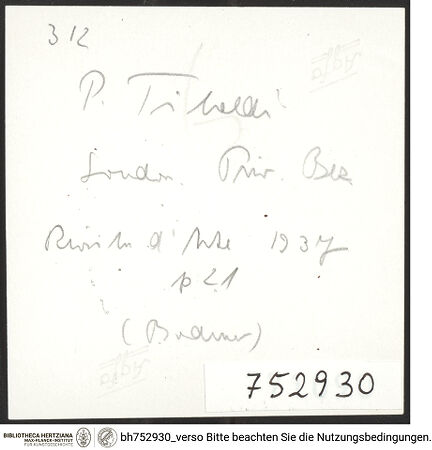 312
P. Tibaldi
London. Priv. Bes
Rivista d'Arte 1937
p 21
(Bodmer)
752930
BIBLIOTHECA HERTZIANA
MAX-PLANCK-INSTITUT
FÜR KUNSTGESCHICHTE
bh752930_verso Bitte beachten Sie die Nutzungsbedingungen.